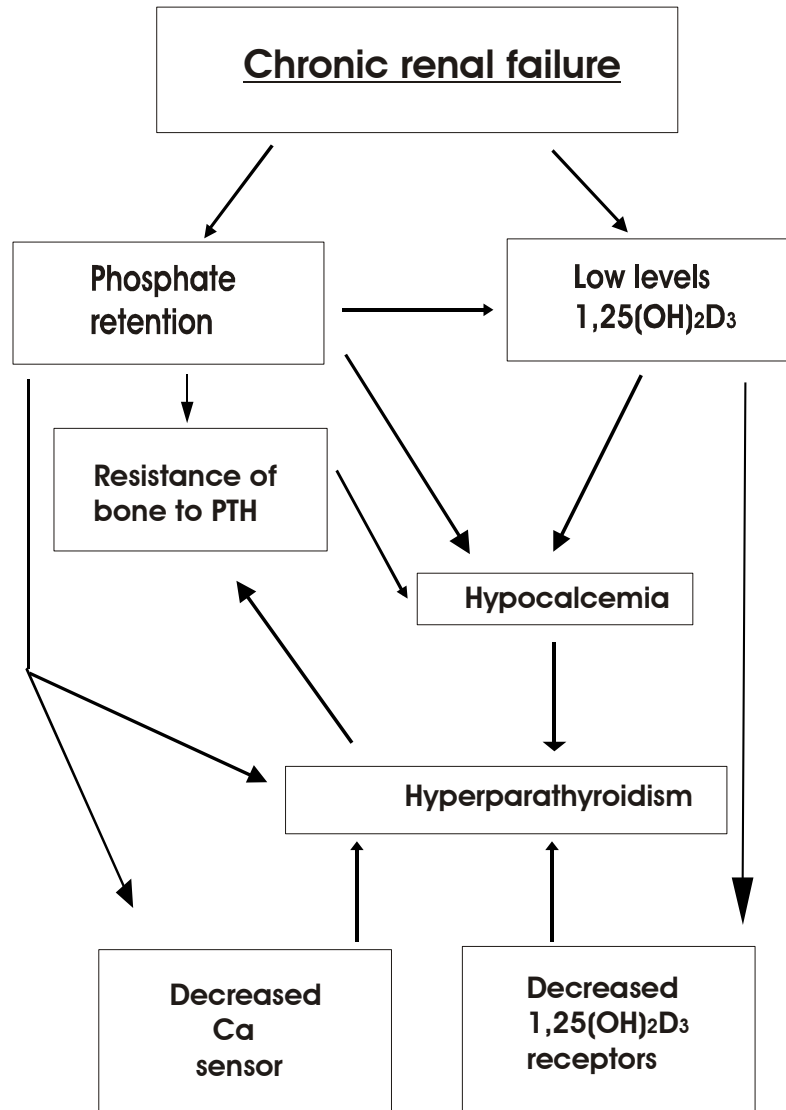 Chronic renal failure
Phosphate
retention
Low levels
1,25(OH)₂D₃
Resistance of
bone to PTH
Hypocalcemia
Hyperparathyroidism
Decreased
Ca
sensor
Decreased
1,25(OH)₂D₃
receptors